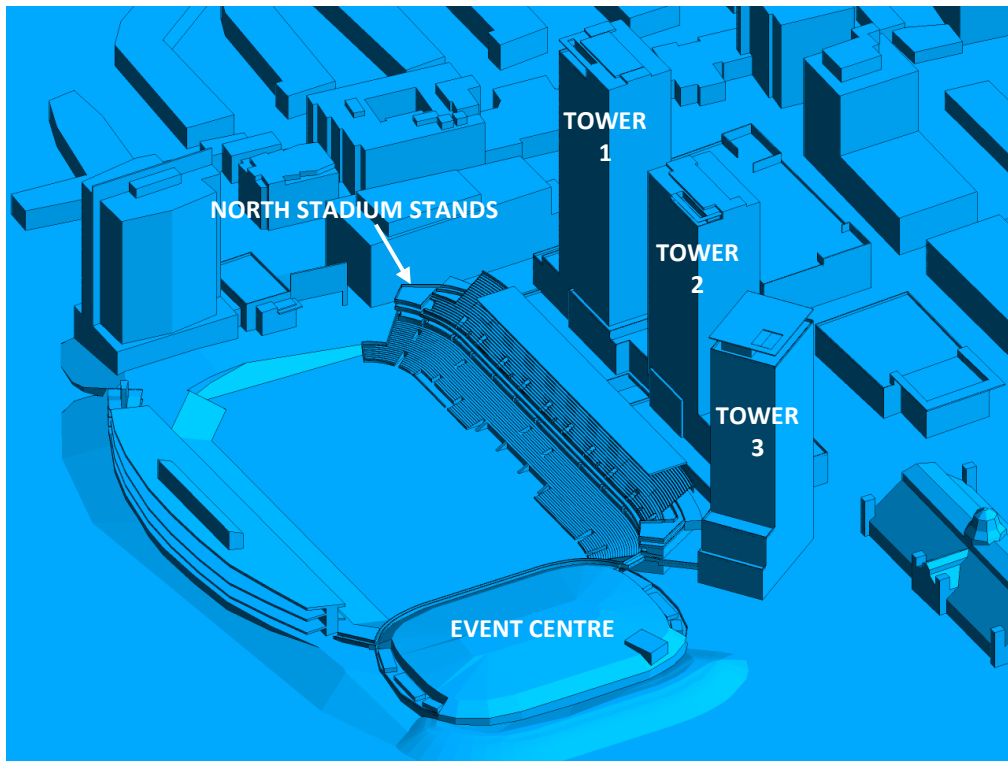 TOWER
1
NORTH STADIUM STANDS
TOWER
2
TOWER
3
EVENT CENTRE